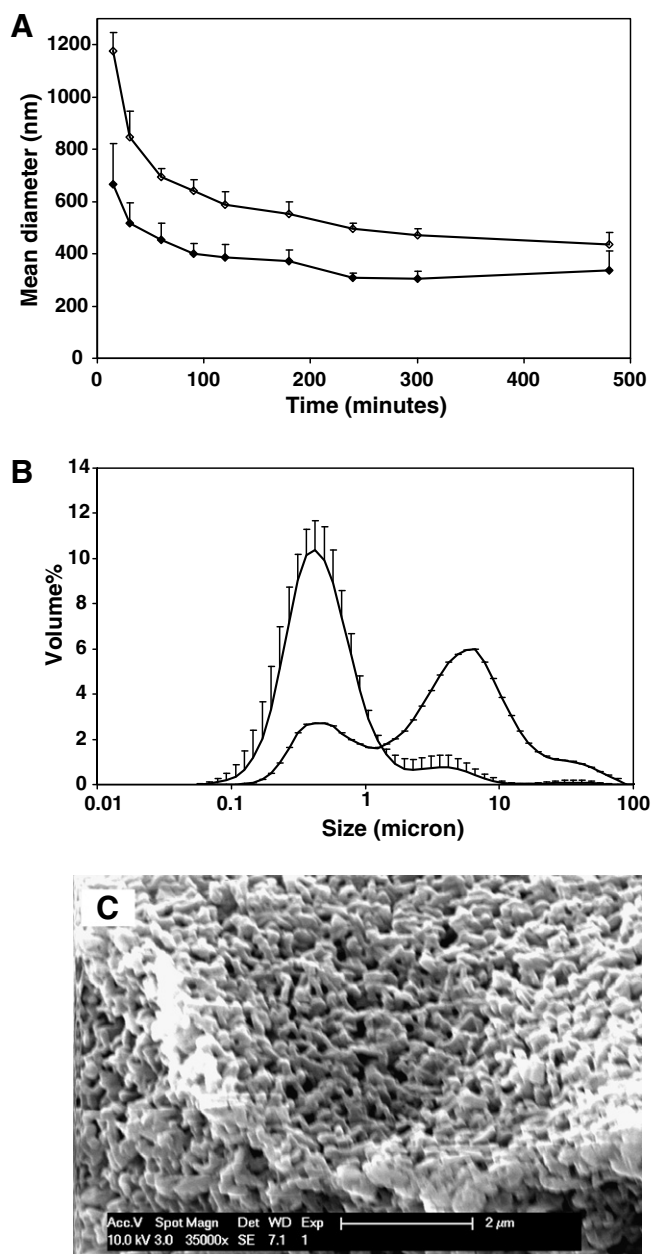 A
1200
1000
800
600
400
200
0
0 100 200 300 400 500
Mean diameter (nm)
Time (minutes)
B
14
12
10
8
6
4
2
0
0.01 0.1 1 10 100
Volume%
Size (micron)
C
Acc.V Spot Magn Det WD Exp
10.0 kV 3.0 35000x SE 7.1 1
2 μm